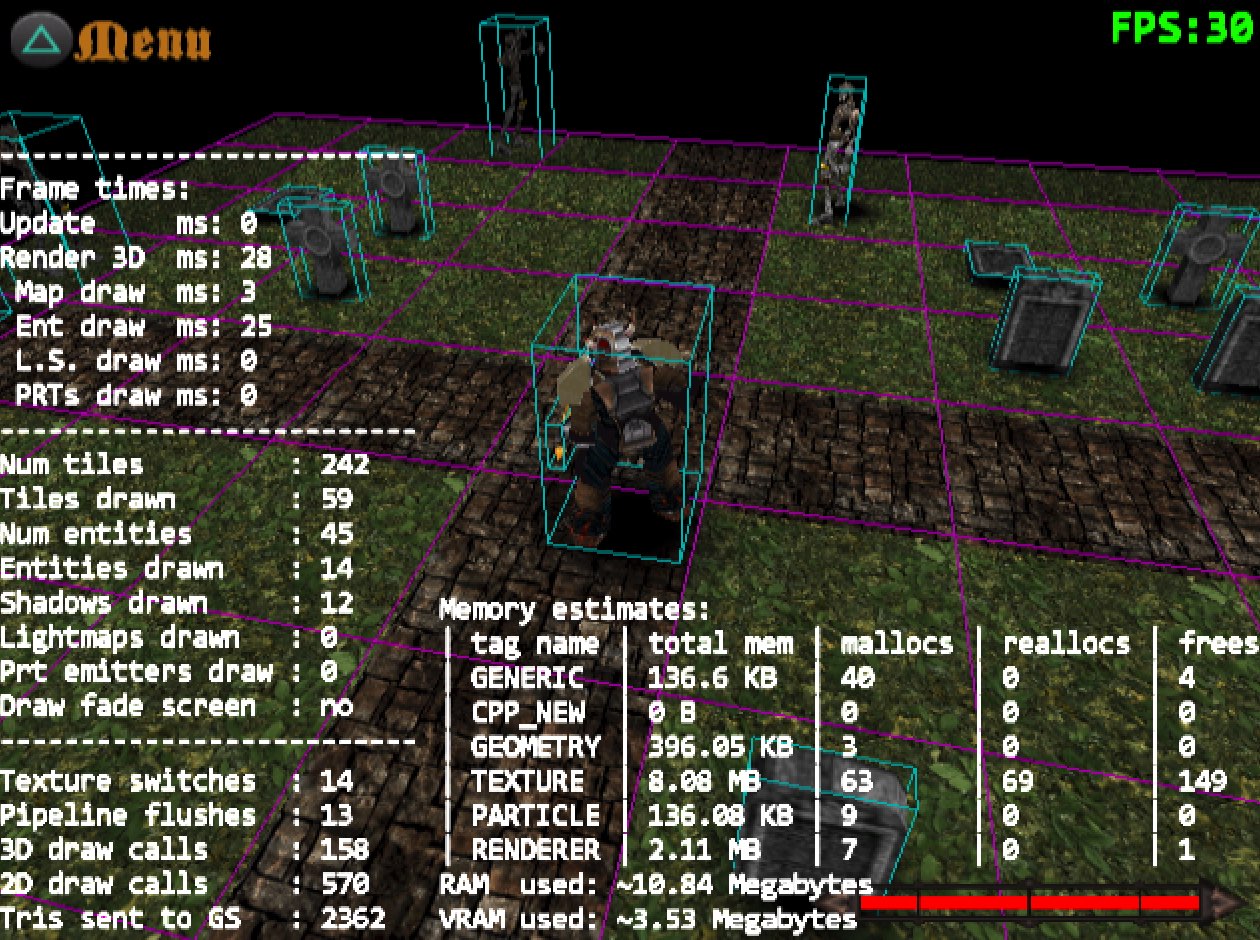 Menu
FPS:30
--------------------------
Frame times:
Update ms: 0
Render 3D ms: 28
Map draw ms: 3
Ent draw ms: 25
L.S. draw ms: 0
PRTs draw ms: 0
--------------------------
Num tiles : 242
Tiles drawn : 59
Num entities : 45
Entities drawn : 14
Shadows drawn : 12
Lightmaps drawn : 0
Prt emitters draw : 0
Draw fade screen : no
--------------------------
Texture switches : 14
Pipeline flushes : 13
3D draw calls : 158
2D draw calls : 570
Tris sent to GS : 2362
Memory estimates:
| tag name | total mem | mallocs | reallocs | frees
| GENERIC | 136.6 KB | 40 | 0 | 4
| CPP_NEW | 0 B | 0 | 0 | 0
| GEOMETRY | 396.05 KB | 3 | 0 | 0
| TEXTURE | 8.08 MB | 63 | 69 | 149
| PARTICLE | 136.08 KB | 9 | 0 | 0
| RENDERER | 2.11 MB | 7 | 0 | 1
RAM used: ~10.84 Megabytes
VRAM used: ~3.53 Megabytes